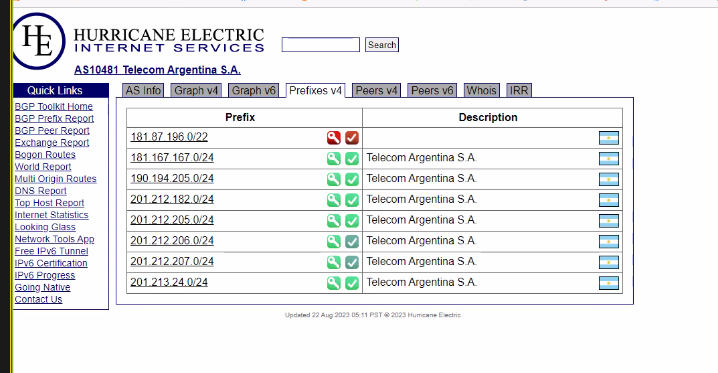 HE
HURRICANE ELECTRIC
INTERNET SERVICES
Search
AS10481 Telecom Argentina S.A.
Quick Links
BGP Toolkit Home
BGP Prefix Report
BGP Peer Report
Exchange Report
Bogon Routes
World Report
Multi Origin Routes
DNS Report
Top Host Report
Internet Statistics
Looking Glass
Network Tools App
Free IPv6 Tunnel
IPv6 Certification
IPv6 Progress
Going Native
Contact Us
AS Info Graph v4 Graph v6 Prefixes v4 Peers v4 Peers v6 Whois IRR
Prefix Description
181.87.196.0/22
181.167.167.0/24 Telecom Argentina S.A.
190.194.205.0/24 Telecom Argentina S.A.
201.212.182.0/24 Telecom Argentina S.A.
201.212.205.0/24 Telecom Argentina S.A.
201.212.206.0/24 Telecom Argentina S.A.
201.212.207.0/24 Telecom Argentina S.A.
201.213.24.0/24 Telecom Argentina S.A.
Updated 22 Aug 2023 05:11 PST © 2023 Hurricane Electric